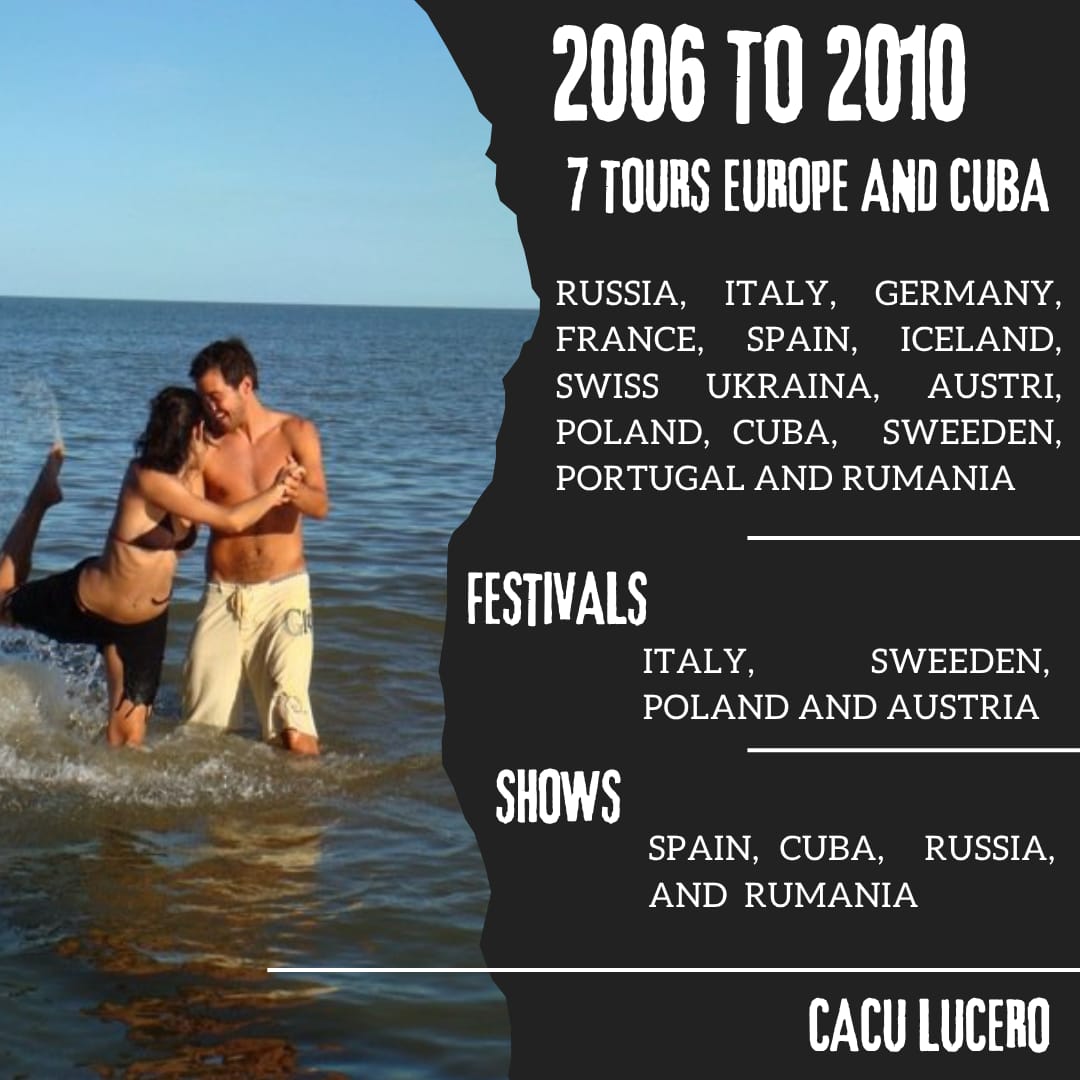 2006 TO 2010
7 TOURS EUROPE AND CUBA
RUSSIA, ITALY, GERMANY,
FRANCE, SPAIN, ICELAND,
SWISS UKRAINA, AUSTRI,
POLAND, CUBA, SWEEDEN,
PORTUGAL AND RUMANIA
FESTIVALS
ITALY, SWEEDEN,
POLAND AND AUSTRIA
SHOWS
SPAIN, CUBA, RUSSIA,
AND RUMANIA
CACU LUCERO